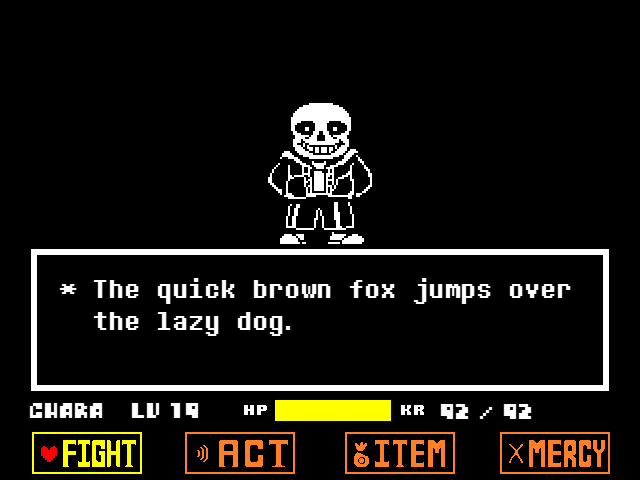 * The quick brown fox jumps over
the lazy dog.
CHARA LV 19 HP KR 92 / 92
FIGHT ACT ITEM MERCY